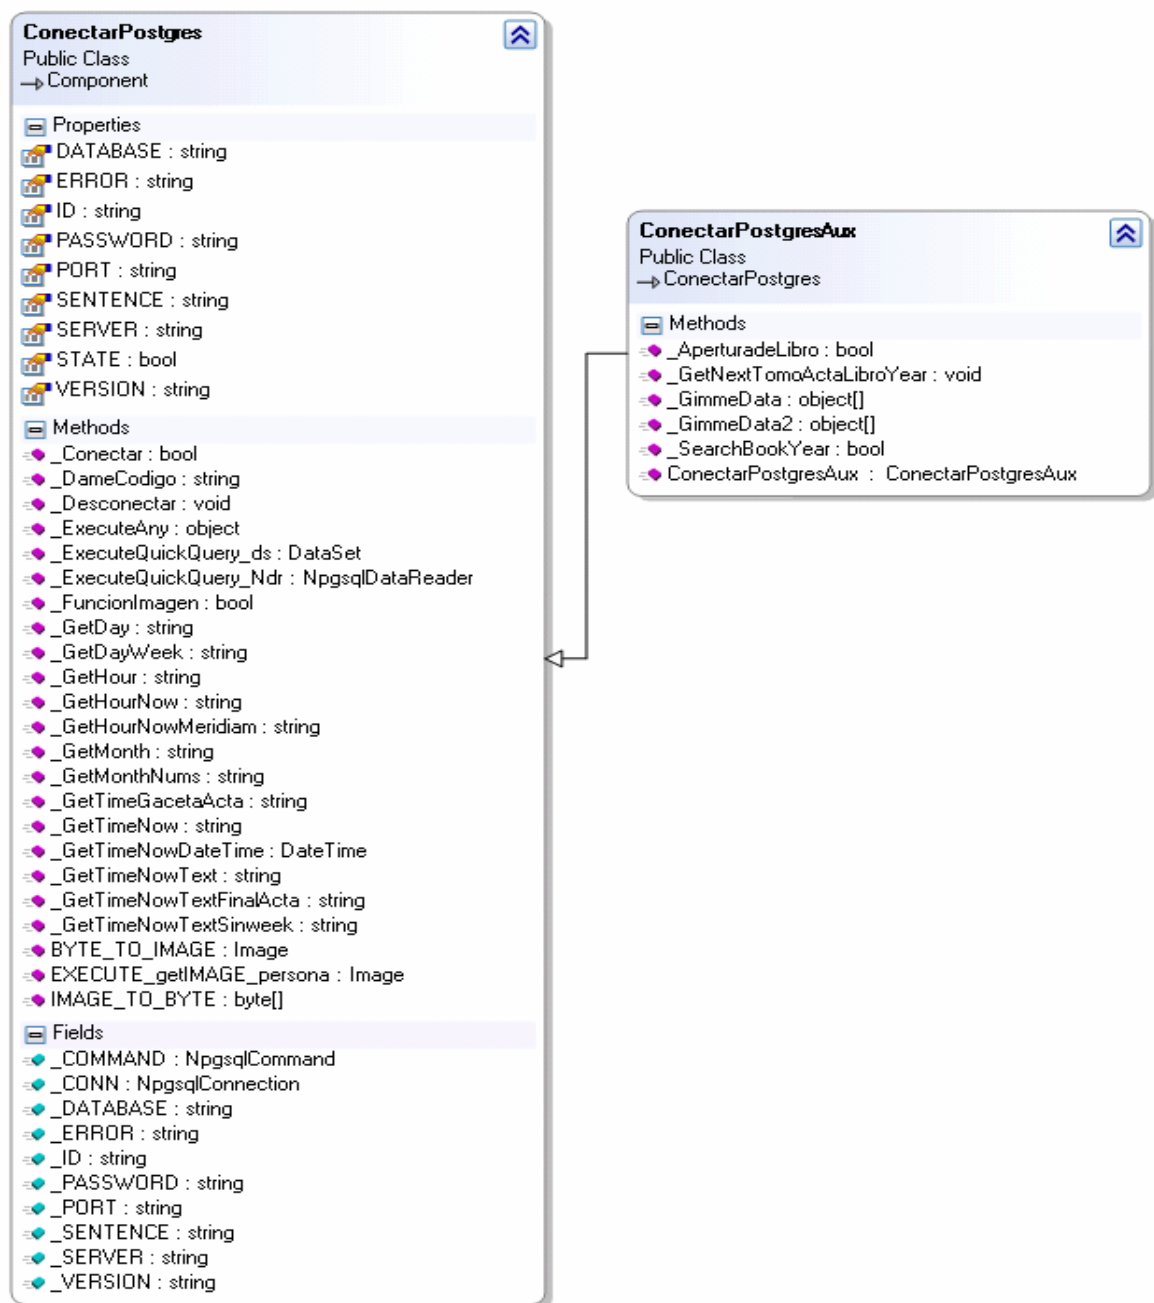 ConectarPostgres
Public Class
Component
Properties
DATABASE : string
ERROR : string
ID : string
PASSWORD : string
PORT : string
SENTENCE : string
SERVER : string
STATE : bool
VERSION : string
Methods
_Conectar : bool
_DameCodigo : string
_Desconectar : void
_ExecuteAny : object
_ExecuteQuickQuery_ds : DataSet
_ExecuteQuickQuery_Ndr : NpgsqlDataReader
_FuncionImagen : bool
_GetDay : string
_GetDayWeek : string
_GetHour : string
_GetHourNow : string
_GetHourNowMeridiam : string
_GetMonth : string
_GetMonthNums : string
_GetTimeGacetaActa : string
_GetTimeNow : string
_GetTimeNowDateTime : DateTime
_GetTimeNowText : string
_GetTimeNowTextFinalActa : string
_GetTimeNowTextSinweek : string
BYTE_TO_IMAGE : Image
EXECUTE_getIMAGE_persona : Image
IMAGE_TO_BYTE : byte[]
Fields
_COMMAND : NpgsqlCommand
_CONN : NpgsqlConnection
_DATABASE : string
_ERROR : string
_ID : string
_PASSWORD : string
_PORT : string
_SENTENCE : string
_SERVER : string
_VERSION : string
ConectarPostgresAux
Public Class
ConectarPostgres
Methods
_AperturadeLibro : bool
_GetNextTomoActaLibroYear : void
_GimmeData : object[]
_GimmeData2 : object[]
_SearchBookYear : bool
ConectarPostgresAux : ConectarPostgresAux